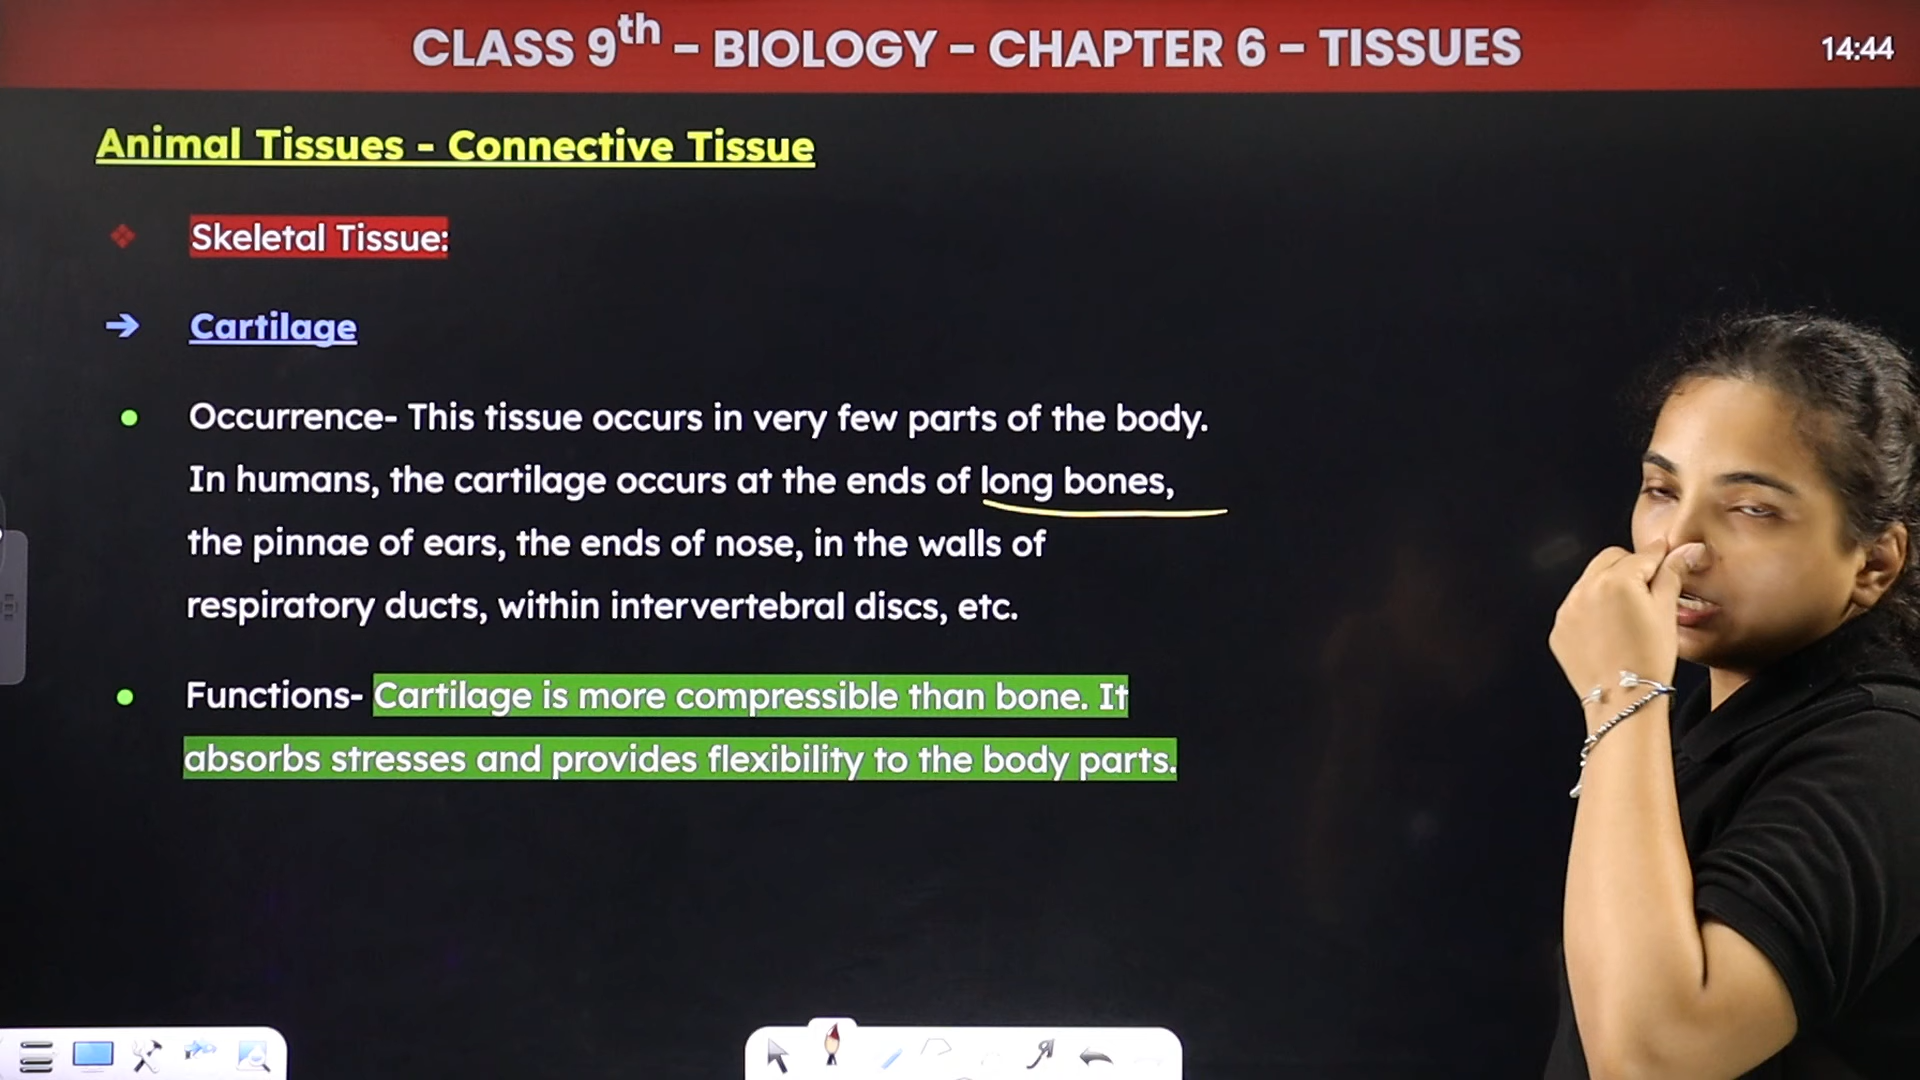 CLASS 9th – BIOLOGY – CHAPTER 6 – TISSUES
14:44
Animal Tissues - Connective Tissue
Skeletal Tissue:
Cartilage
Occurrence- This tissue occurs in very few parts of the body.
In humans, the cartilage occurs at the ends of long bones,
the pinnae of ears, the ends of nose, in the walls of
respiratory ducts, within intervertebral discs, etc.
Functions- Cartilage is more compressible than bone. It
absorbs stresses and provides flexibility to the body parts.